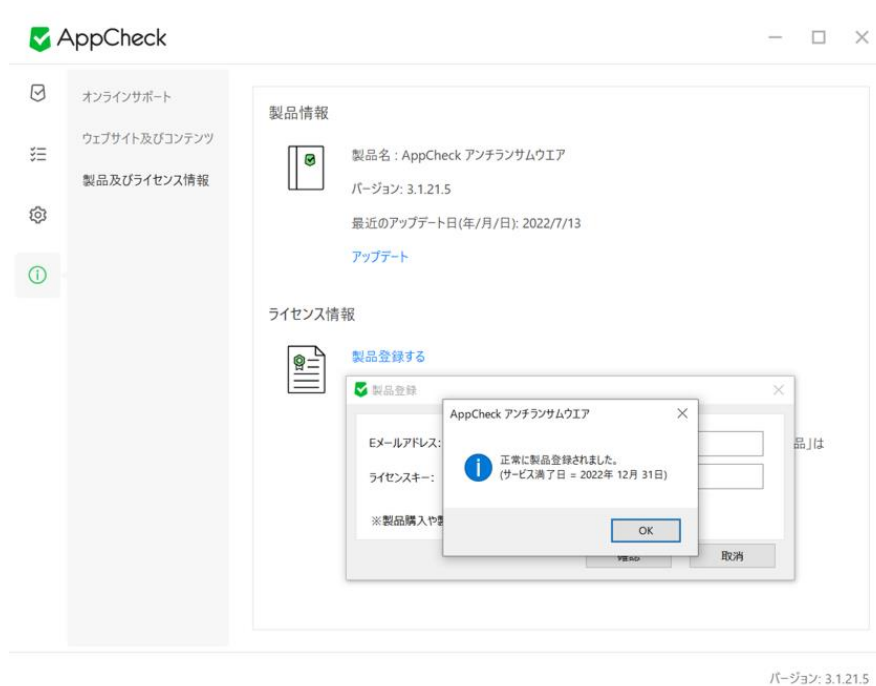 AppCheck
オンラインサポート
ウェブサイト及びコンテンツ
製品及びライセンス情報
製品情報
製品名 : AppCheck アンチランサムウエア
バージョン: 3.1.21.5
最近のアップデート日(年/月/日): 2022/7/13
アップデート
ライセンス情報
製品登録する
製品登録
AppCheck アンチランサムウエア
Eメールアドレス:
品」は
正常に製品登録されました。
(サービス満了日 = 2022年 12月 31日)
ライセンスキー:
※製品購入や
OK
取消
バージョン: 3.1.21.5